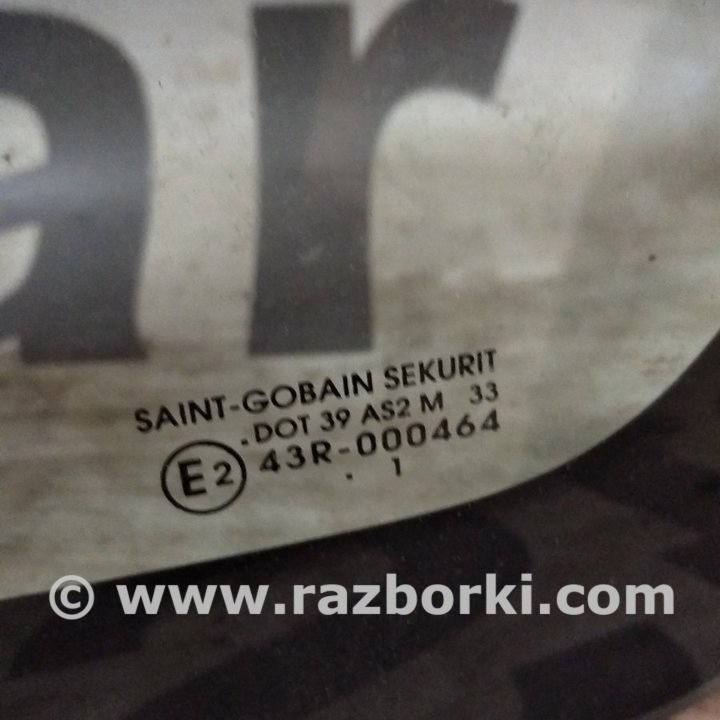 ar
SAINT-GOBAIN SEKURIT
.DOT 39 AS2 M 33
E2 43R-000464
. 1
© www.razborki.com